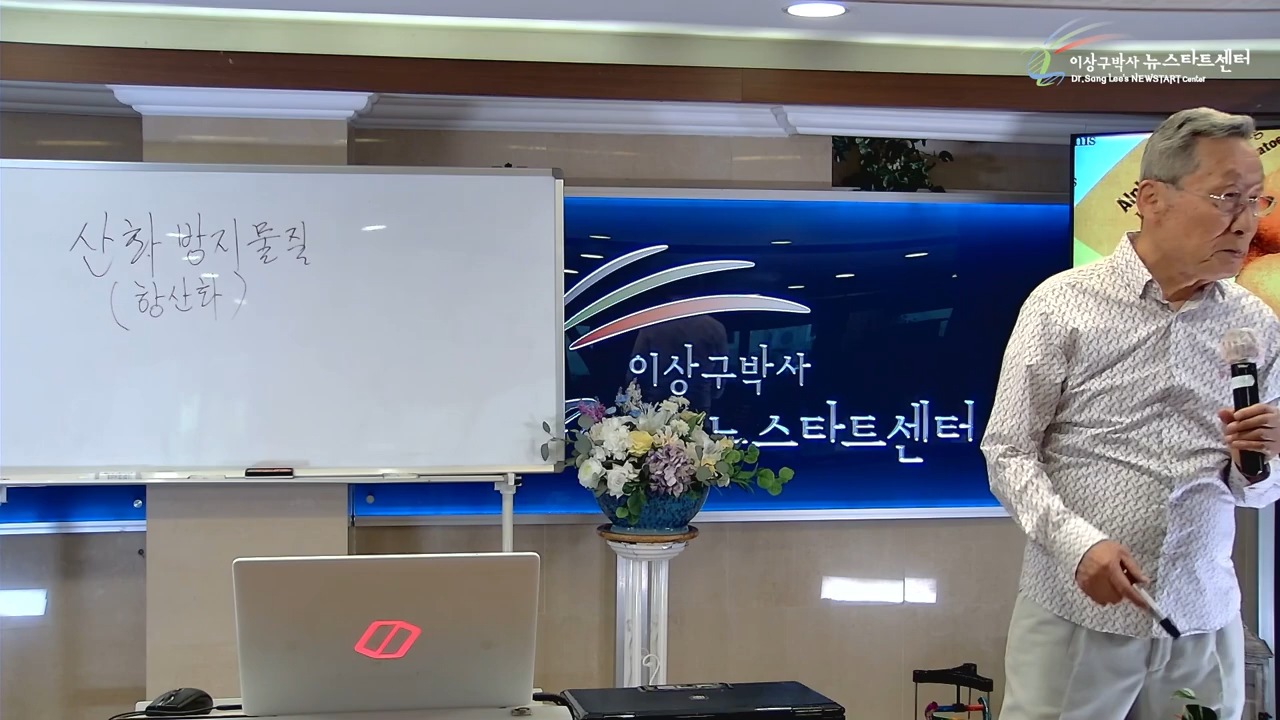 이상구박사 뉴스타트센터
Dr.Sang Lee's NEWSTART Center
산화 방지 물질
(항산화)
이상구박사
뉴스타트센터